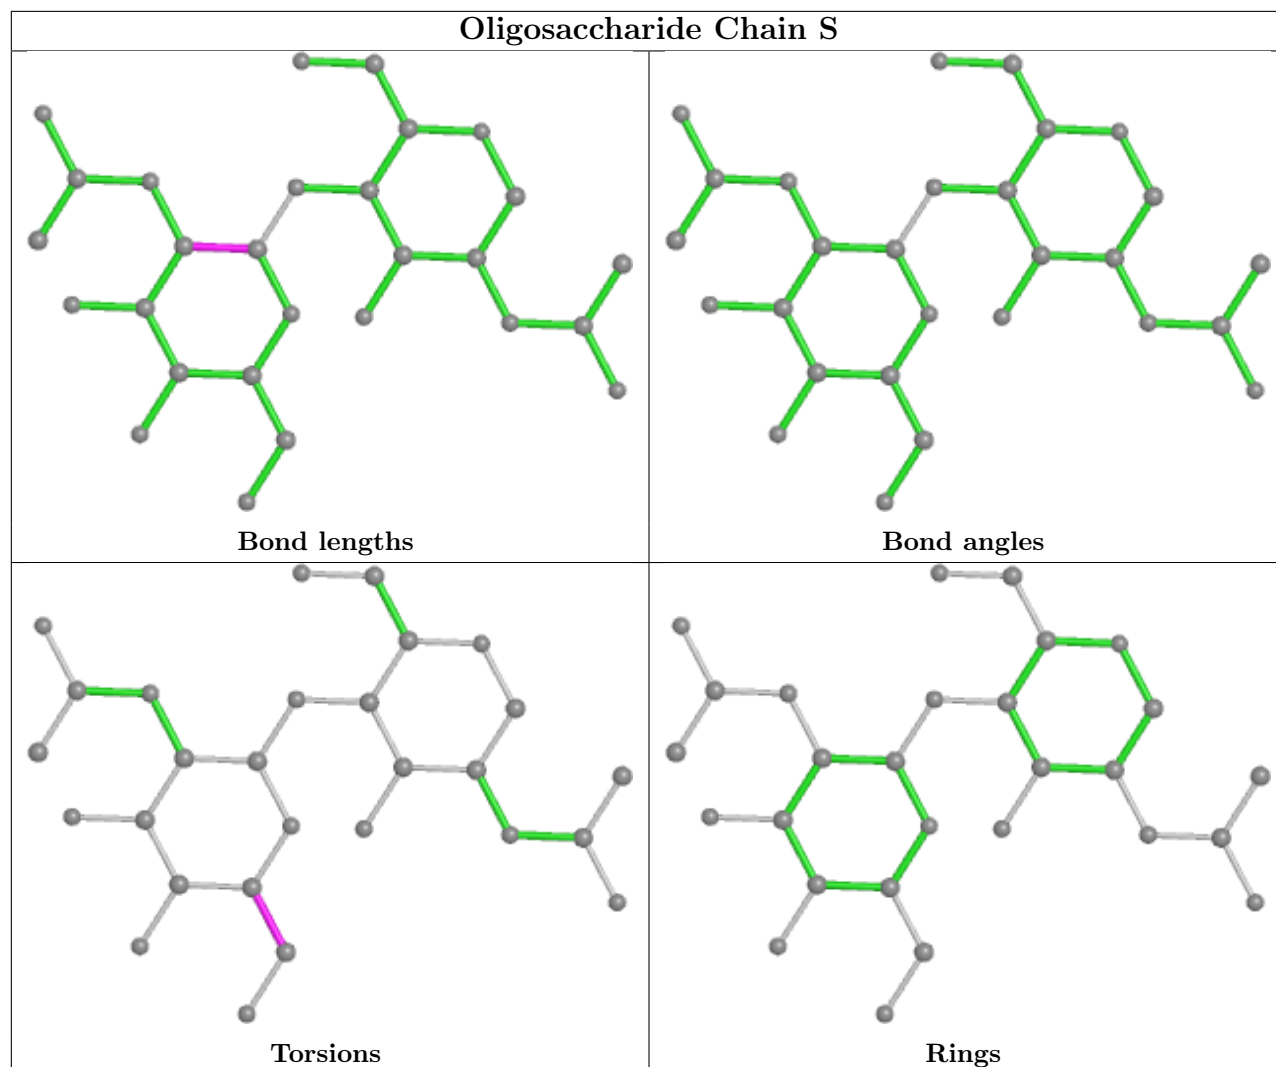 Oligosaccharide Chain S
Bond lengths
Bond angles
Torsions
Rings